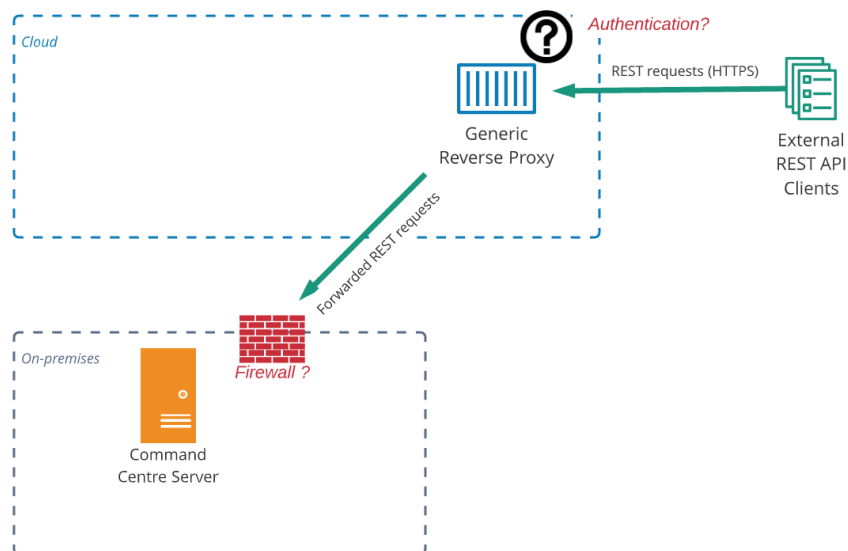 Cloud
Authentication?
REST requests (HTTPS)
Generic
Reverse Proxy
External
REST API
Clients
Forwarded REST requests
On-premises
Firewall ?
Command
Centre Server